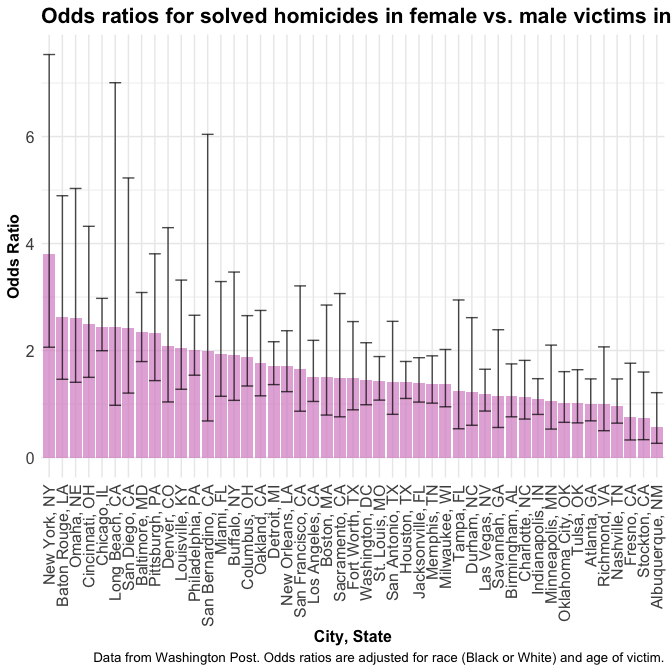 Odds ratios for solved homicides in female vs. male victims in
Odds Ratio
6
4
2
0
New York, NY
Baton Rouge, LA
Omaha, NE
Cincinnati, OH
Chicago, IL
Long Beach, CA
San Diego, CA
Baltimore, MD
Pittsburgh, PA
Denver, CO
Louisville, KY
Philadelphia, PA
San Bernardino, CA
Miami, FL
Buffalo, NY
Columbus, OH
Oakland, CA
Detroit, MI
New Orleans, LA
San Francisco, CA
Los Angeles, CA
Boston, MA
Sacramento, CA
Fort Worth, TX
Washington, DC
St. Louis, MO
San Antonio, TX
Houston, TX
Jacksonville, FL
Memphis, TN
Milwaukee, WI
Tampa, FL
Durham, NC
Las Vegas, NV
Savannah, GA
Birmingham, AL
Charlotte, NC
Indianapolis, IN
Minneapolis, MN
Oklahoma City, OK
Tulsa, OK
Atlanta, GA
Richmond, VA
Nashville, TN
Fresno, CA
Stockton, CA
Albuquerque, NM
City, State
Data from Washington Post. Odds ratios are adjusted for race (Black or White) and age of victim.